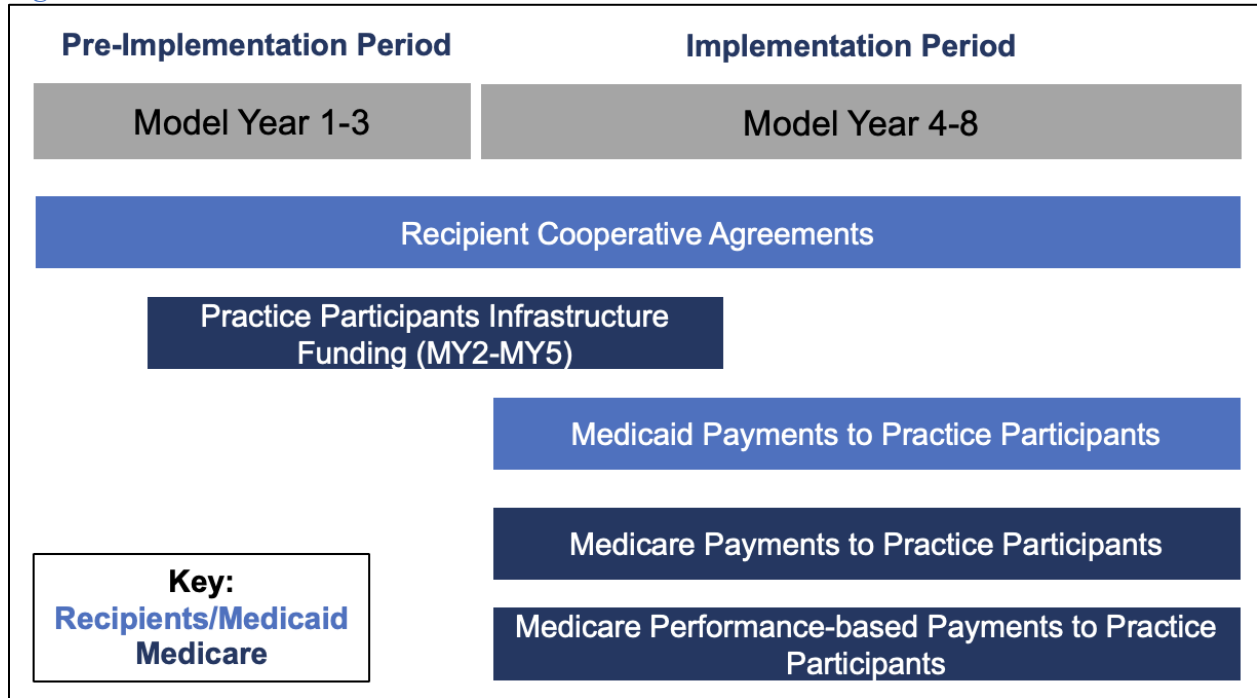 Pre-Implementation Period
Implementation Period
Model Year 1-3
Model Year 4-8
Recipient Cooperative Agreements
Practice Participants Infrastructure
Funding (MY2-MY5)
Medicaid Payments to Practice Participants
Medicare Payments to Practice Participants
Medicare Performance-based Payments to Practice
Participants
Key:
Recipients/Medicaid
Medicare